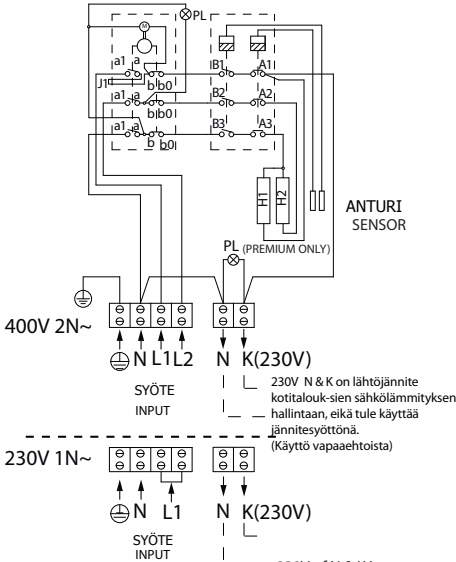 PL
M
a1 a
B1 A1
J1
b b0
a1 a
B2 A2
b b0
a1 a
B3 A3
b b0
H1 H2
ANTURI
SENSOR
PL (PREMIUM ONLY)
400V 2N~
N L1 L2 N K(230V)
SYÖTE
INPUT
230V N & K on lähtöjännite
kotitalouk-sien sähkölämmityksen
hallintaan, eikä tule käyttää
jännitesyöttönä.
(Käyttö vapaaehtoista)
230V 1N~
N L1 N K(230V)
SYÖTE
INPUT